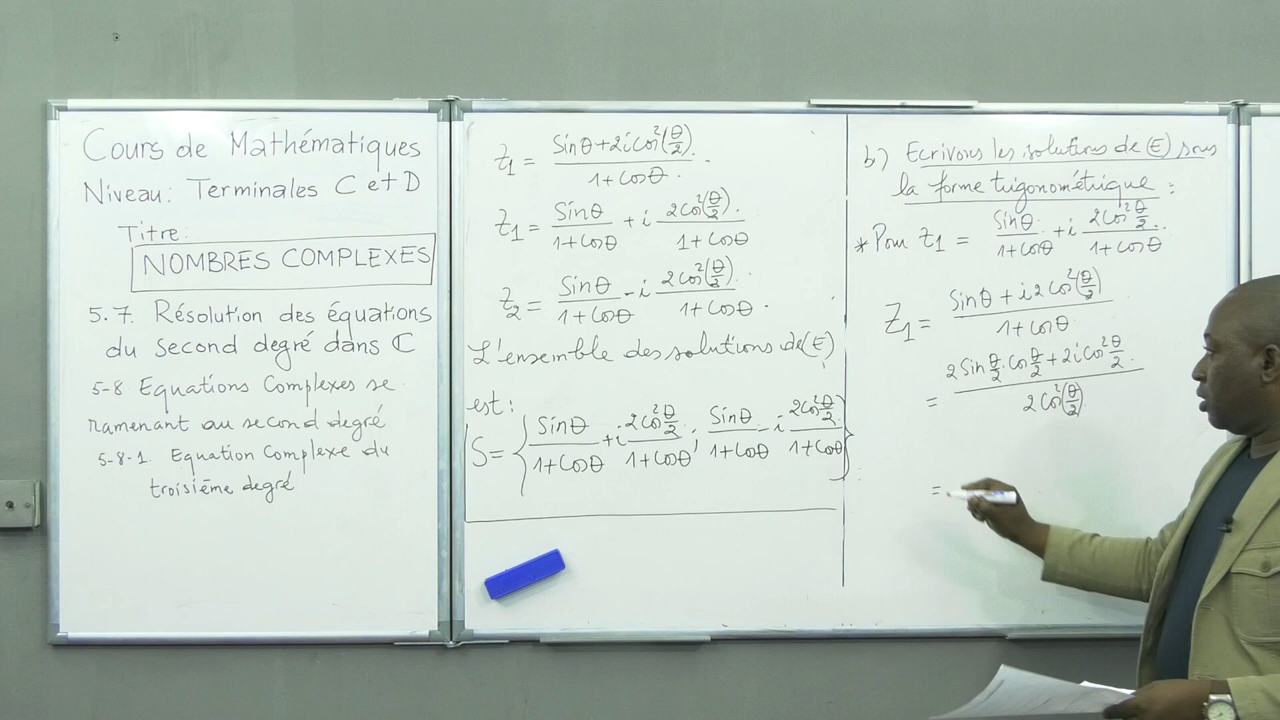 Cours de Mathématiques
Niveau: Terminales C et D
Titre:
NOMBRES COMPLEXES
5.7. Résolution des équations
du second degré dans ℂ
5-8 Equations Complexes se
ramenant au second degré
5-8-1. Equation Complexe du
troisième degré
z₁ = (Sinθ + 2i Cos²(θ/2)) / (1 + Cosθ)
z₁ = Sinθ / (1 + Cosθ) + i 2Cos²(θ/2) / (1 + Cosθ)
z₂ = Sinθ / (1 + Cosθ) - i 2Cos²(θ/2) / (1 + Cosθ).
L'ensemble des solutions de (E)
est:
S = { Sinθ / (1 + Cosθ) + i 2Cos² θ/2 / (1 + Cosθ) ; Sinθ / (1 + Cosθ) - i 2Cos² θ/2 / (1 + Cosθ) }
b) Ecrivons les solutions de (E) sous
la forme trigonométrique :
* Pour z₁ = Sinθ / (1 + Cosθ) + i 2Cos² θ/2 / (1 + Cosθ)
Z₁ = (Sinθ + i 2Cos²(θ/2)) / (1 + Cosθ)
= (2 Sin θ/2 . Cos θ/2 + 2i Cos² θ/2) / 2Cos²(θ/2)
=